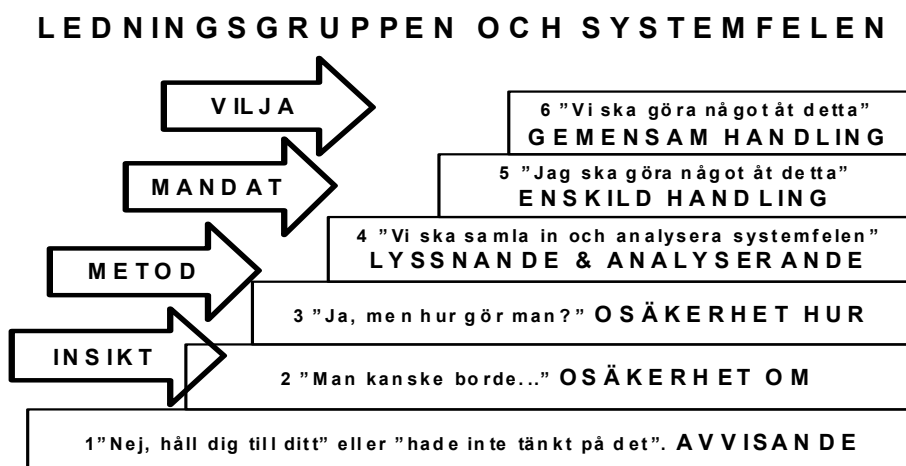 LEDNINGSGRUPPEN OCH SYSTEMFELEN
VILJA
6 "Vi ska göra något åt detta"
GEMENSAM HANDLING
MANDAT
5 "Jag ska göra något åt detta"
ENSKILD HANDLING
4 "Vi ska samla in och analysera systemfelen"
LYSSNANDE & ANALYSERANDE
METOD
3 "Ja, men hur gör man?" OSÄKERHET HUR
INSIKT
2 "Man kanske borde..." OSÄKERHET OM
1"Nej, håll dig till ditt" eller "hade inte tänkt på det". AVVISANDE